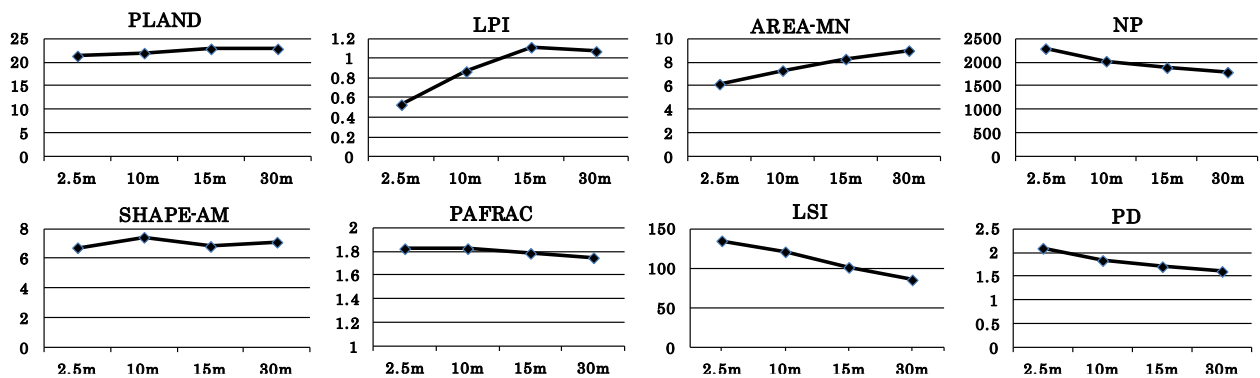 PLAND
25
20
15
10
5
0
2.5m 10m 15m 30m
LPI
1.2
1
0.8
0.6
0.4
0.2
0
2.5m 10m 15m 30m
AREA-MN
10
8
6
4
2
0
2.5m 10m 15m 30m
NP
2500
2000
1500
1000
500
0
2.5m 10m 15m 30m
SHAPE-AM
8
6
4
2
0
2.5m 10m 15m 30m
PAFRAC
2
1.8
1.6
1.4
1.2
1
2.5m 10m 15m 30m
LSI
150
100
50
0
2.5m 10m 15m 30m
PD
2.5
2
1.5
1
0.5
0
2.5m 10m 15m 30m